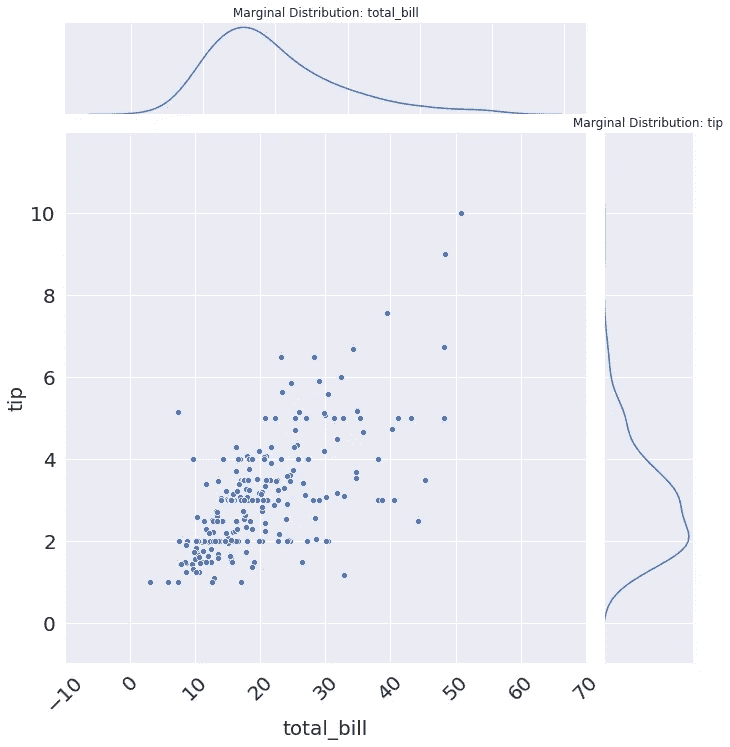 Marginal Distribution: total_bill
Marginal Distribution: tip
10
8
6
4
2
0
tip
−10 0 10 20 30 40 50 60 70
total_bill